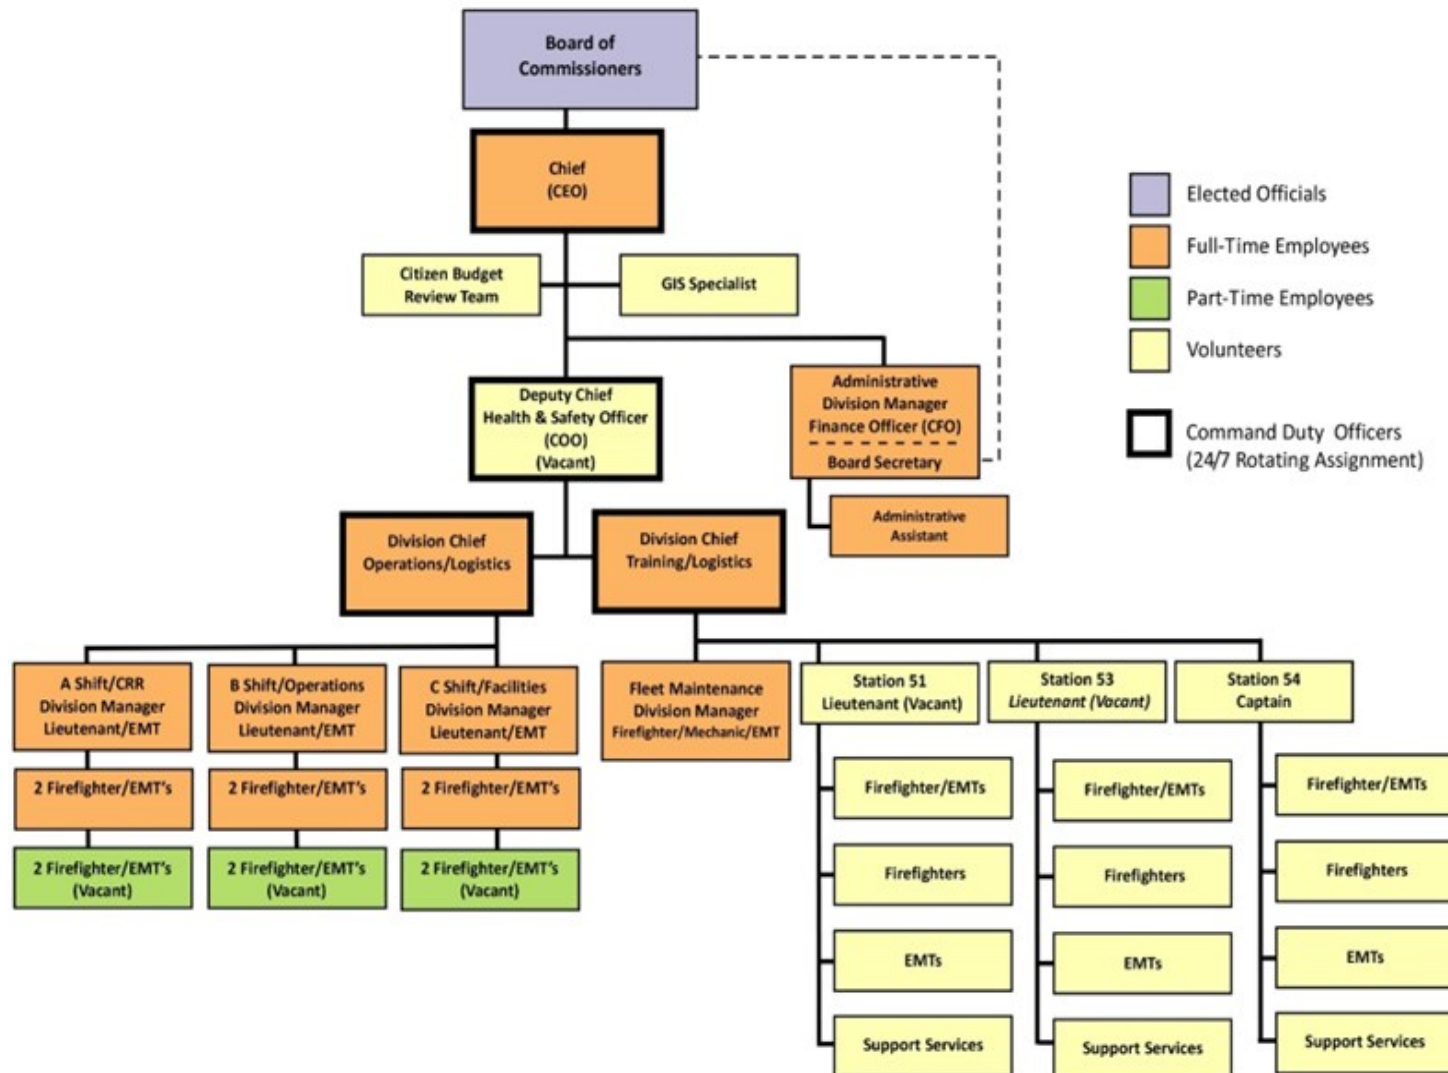 Board of
Commissioners
Chief
(CEO)
Citizen Budget
Review Team
GIS Specialist
Elected Officials
Full-Time Employees
Part-Time Employees
Volunteers
Command Duty Officers
(24/7 Rotating Assignment)
Deputy Chief
Health & Safety Officer
(COO)
(Vacant)
Administrative
Division Manager
Finance Officer (CFO)
Board Secretary
Administrative
Assistant
Division Chief
Operations/Logistics
Division Chief
Training/Logistics
A Shift/CRR
Division Manager
Lieutenant/EMT
B Shift/Operations
Division Manager
Lieutenant/EMT
C Shift/Facilities
Division Manager
Lieutenant/EMT
Fleet Maintenance
Division Manager
Firefighter/Mechanic/EMT
Station 51
Lieutenant (Vacant)
Station 53
Lieutenant (Vacant)
Station 54
Captain
2 Firefighter/EMT's
2 Firefighter/EMT's
2 Firefighter/EMT's
2 Firefighter/EMT's
(Vacant)
2 Firefighter/EMT's
(Vacant)
2 Firefighter/EMT's
(Vacant)
Firefighter/EMTs
Firefighters
EMTs
Support Services
Firefighter/EMTs
Firefighters
EMTs
Support Services
Firefighter/EMTs
Firefighters
EMTs
Support Services